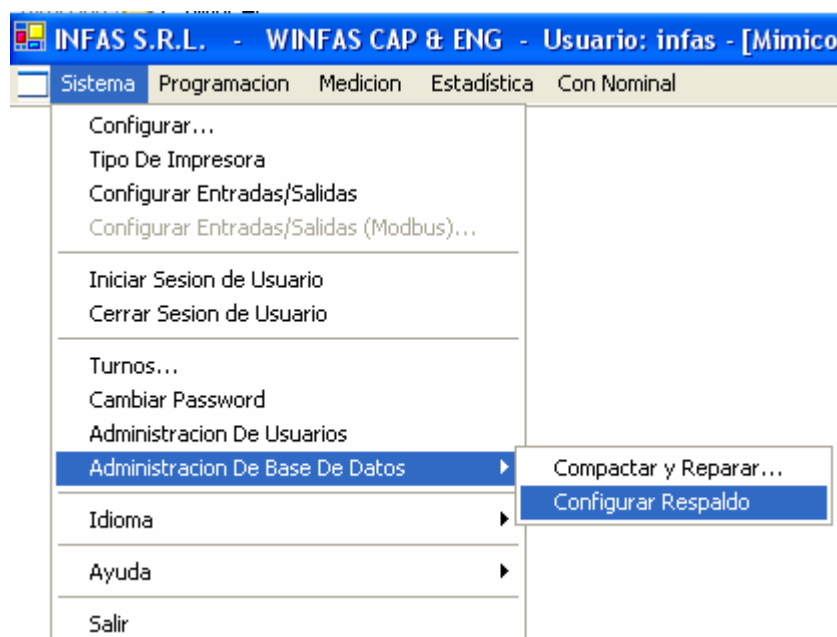 INFAS S.R.L. - WINFAS CAP & ENG - Usuario: infas - [Mimico
Sistema Programacion Medicion Estadística Con Nominal
Configurar...
Tipo De Impresora
Configurar Entradas/Salidas
Configurar Entradas/Salidas (Modbus)...
Iniciar Sesion de Usuario
Cerrar Sesion de Usuario
Turnos...
Cambiar Password
Administracion De Usuarios
Administracion De Base De Datos
Compactar y Reparar...
Configurar Respaldo
Idioma
Ayuda
Salir